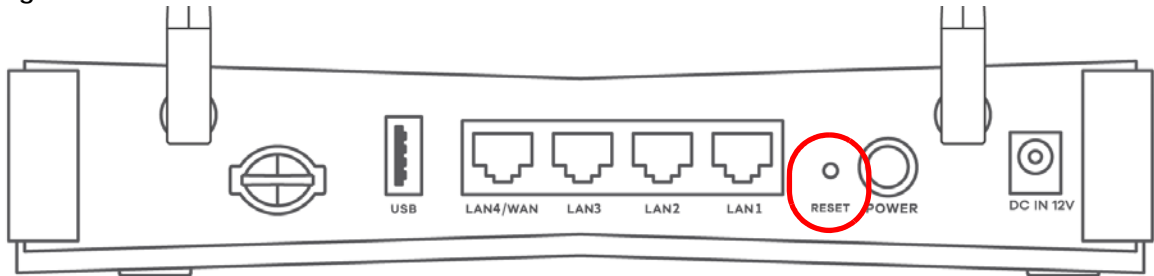 USB
LAN4/WAN
LAN3
LAN2
LAN1
RESET
POWER
DC IN 12V